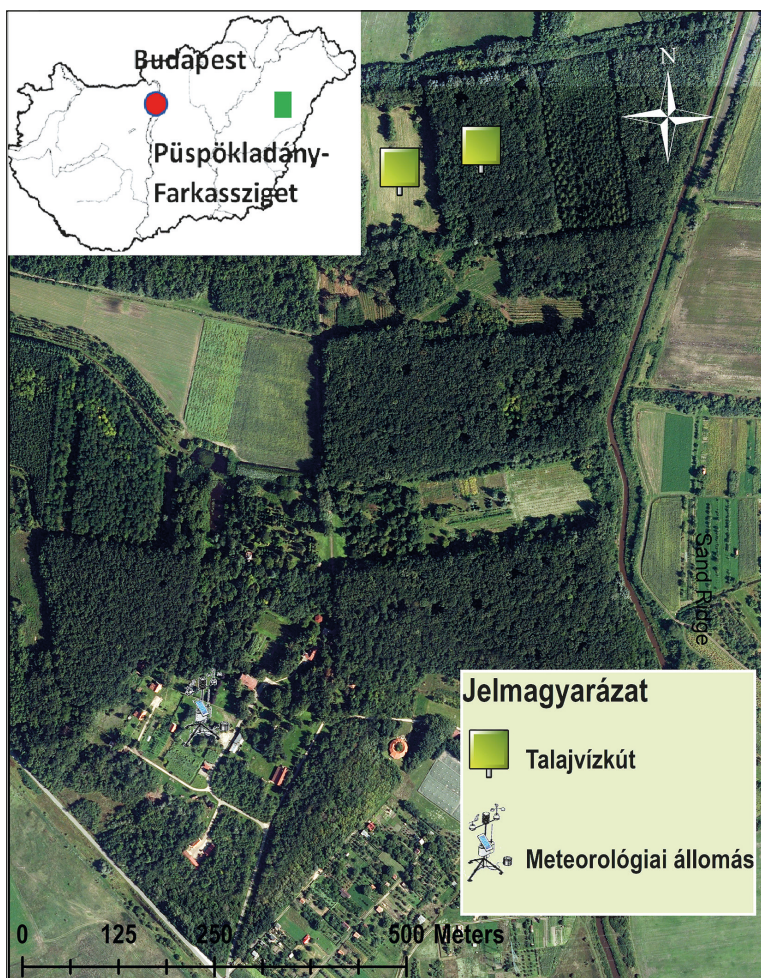 Budapest
Püspökladány-
Farkassziget
N
Sand Ridge
Jelmagyarázat
Talajvízkút
Meteorológiai állomás
0 125 250 500 Meters